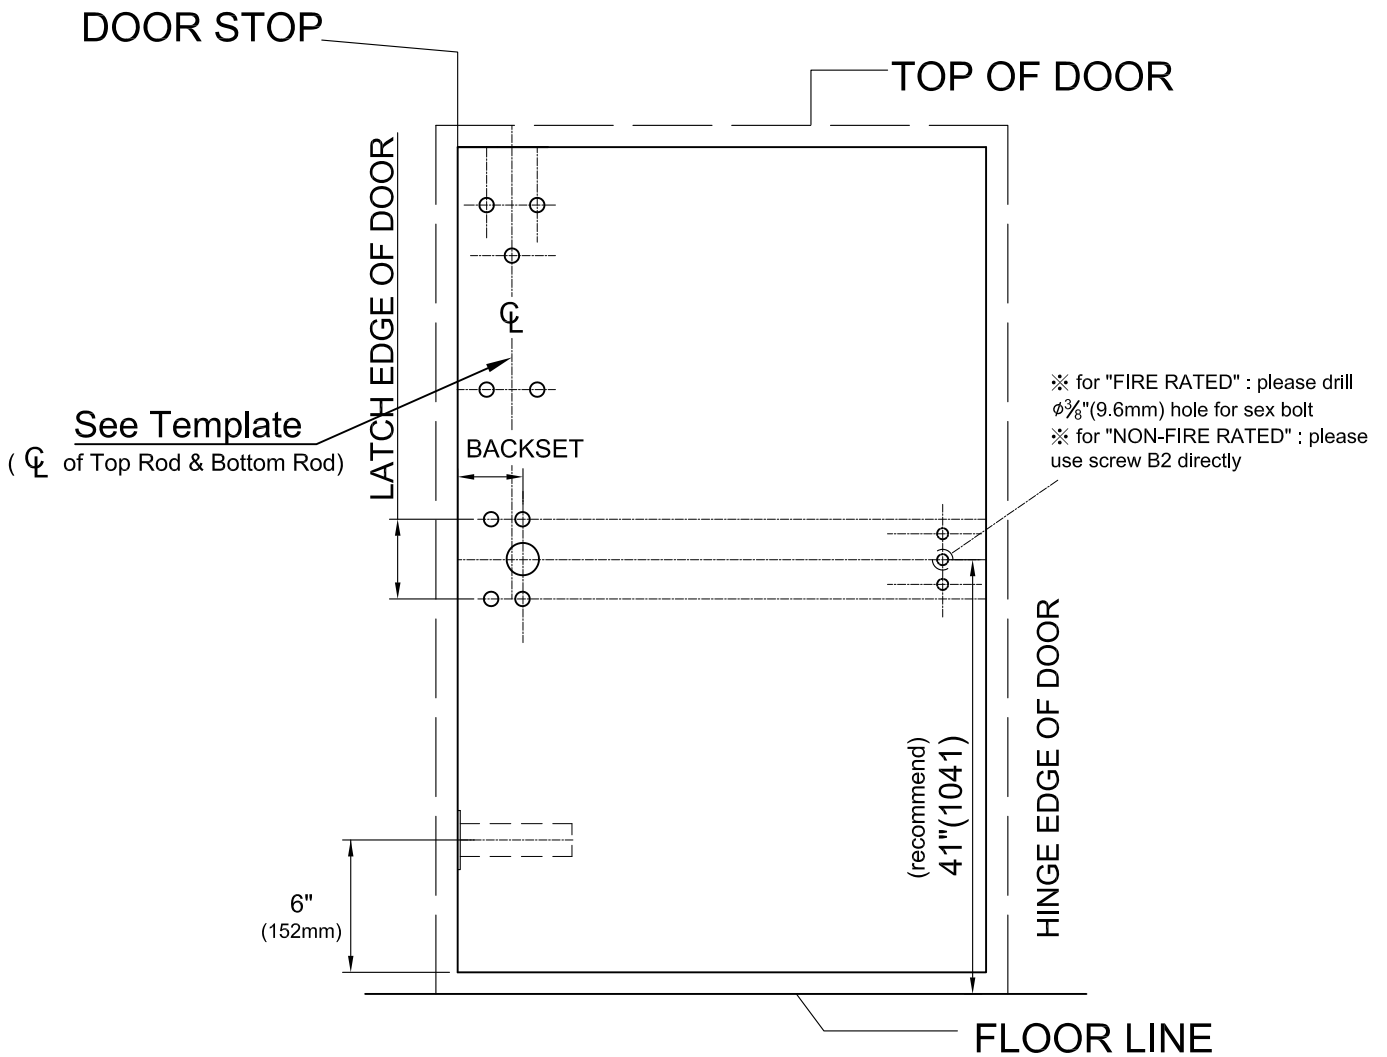 DOOR STOP
TOP OF DOOR
LATCH EDGE OF DOOR
℄
※ for "FIRE RATED" : please drill
⌀⅜"(9.6mm) hole for sex bolt
※ for "NON-FIRE RATED" : please
use screw B2 directly
See Template
( ℄ of Top Rod & Bottom Rod)
BACKSET
(recommend)
41"(1041)
HINGE EDGE OF DOOR
6"
(152mm)
FLOOR LINE